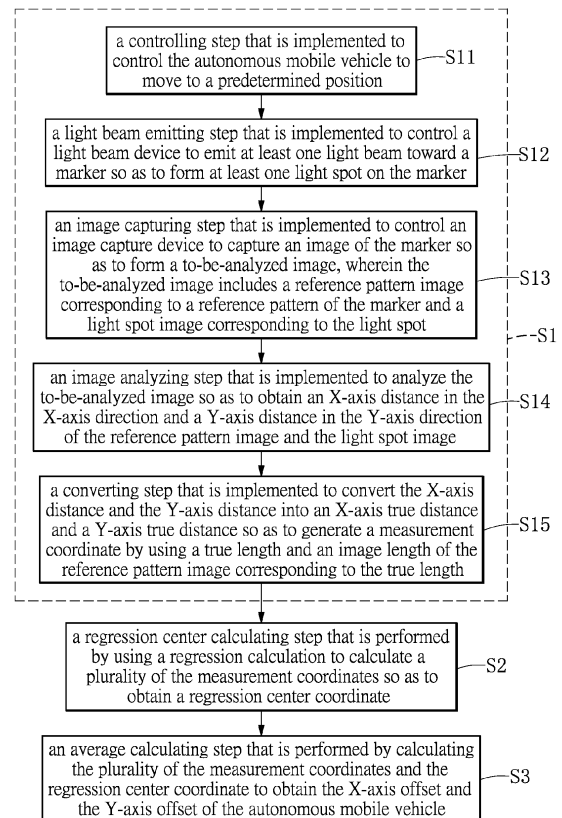 a controlling step that is implemented to
control the autonomous mobile vehicle to
move to a predetermined position
S11
a light beam emitting step that is implemented to control a
light beam device to emit at least one light beam toward a
marker so as to form at least one light spot on the marker
S12
an image capturing step that is implemented to control an
image capture device to capture an image of the marker so
as to form a to-be-analyzed image, wherein the
to-be-analyzed image includes a reference pattern image
corresponding to a reference pattern of the marker and a
light spot image corresponding to the light spot
S13
S1
an image analyzing step that is implemented to analyze the
to-be-analyzed image so as to obtain an X-axis distance in the
X-axis direction and a Y-axis distance in the Y-axis direction
of the reference pattern image and the light spot image
S14
a converting step that is implemented to convert the X-axis
distance and the Y-axis distance into an X-axis true distance
and a Y-axis true distance so as to generate a measurement
coordinate by using a true length and an image length of the
reference pattern image corresponding to the true length
S15
a regression center calculating step that is performed
by using a regression calculation to calculate a
plurality of the measurement coordinates so as to
obtain a regression center coordinate
S2
an average calculating step that is performed by calculating
the plurality of the measurement coordinates and the
regression center coordinate to obtain the X-axis offset and
the Y-axis offset of the autonomous mobile vehicle
S3